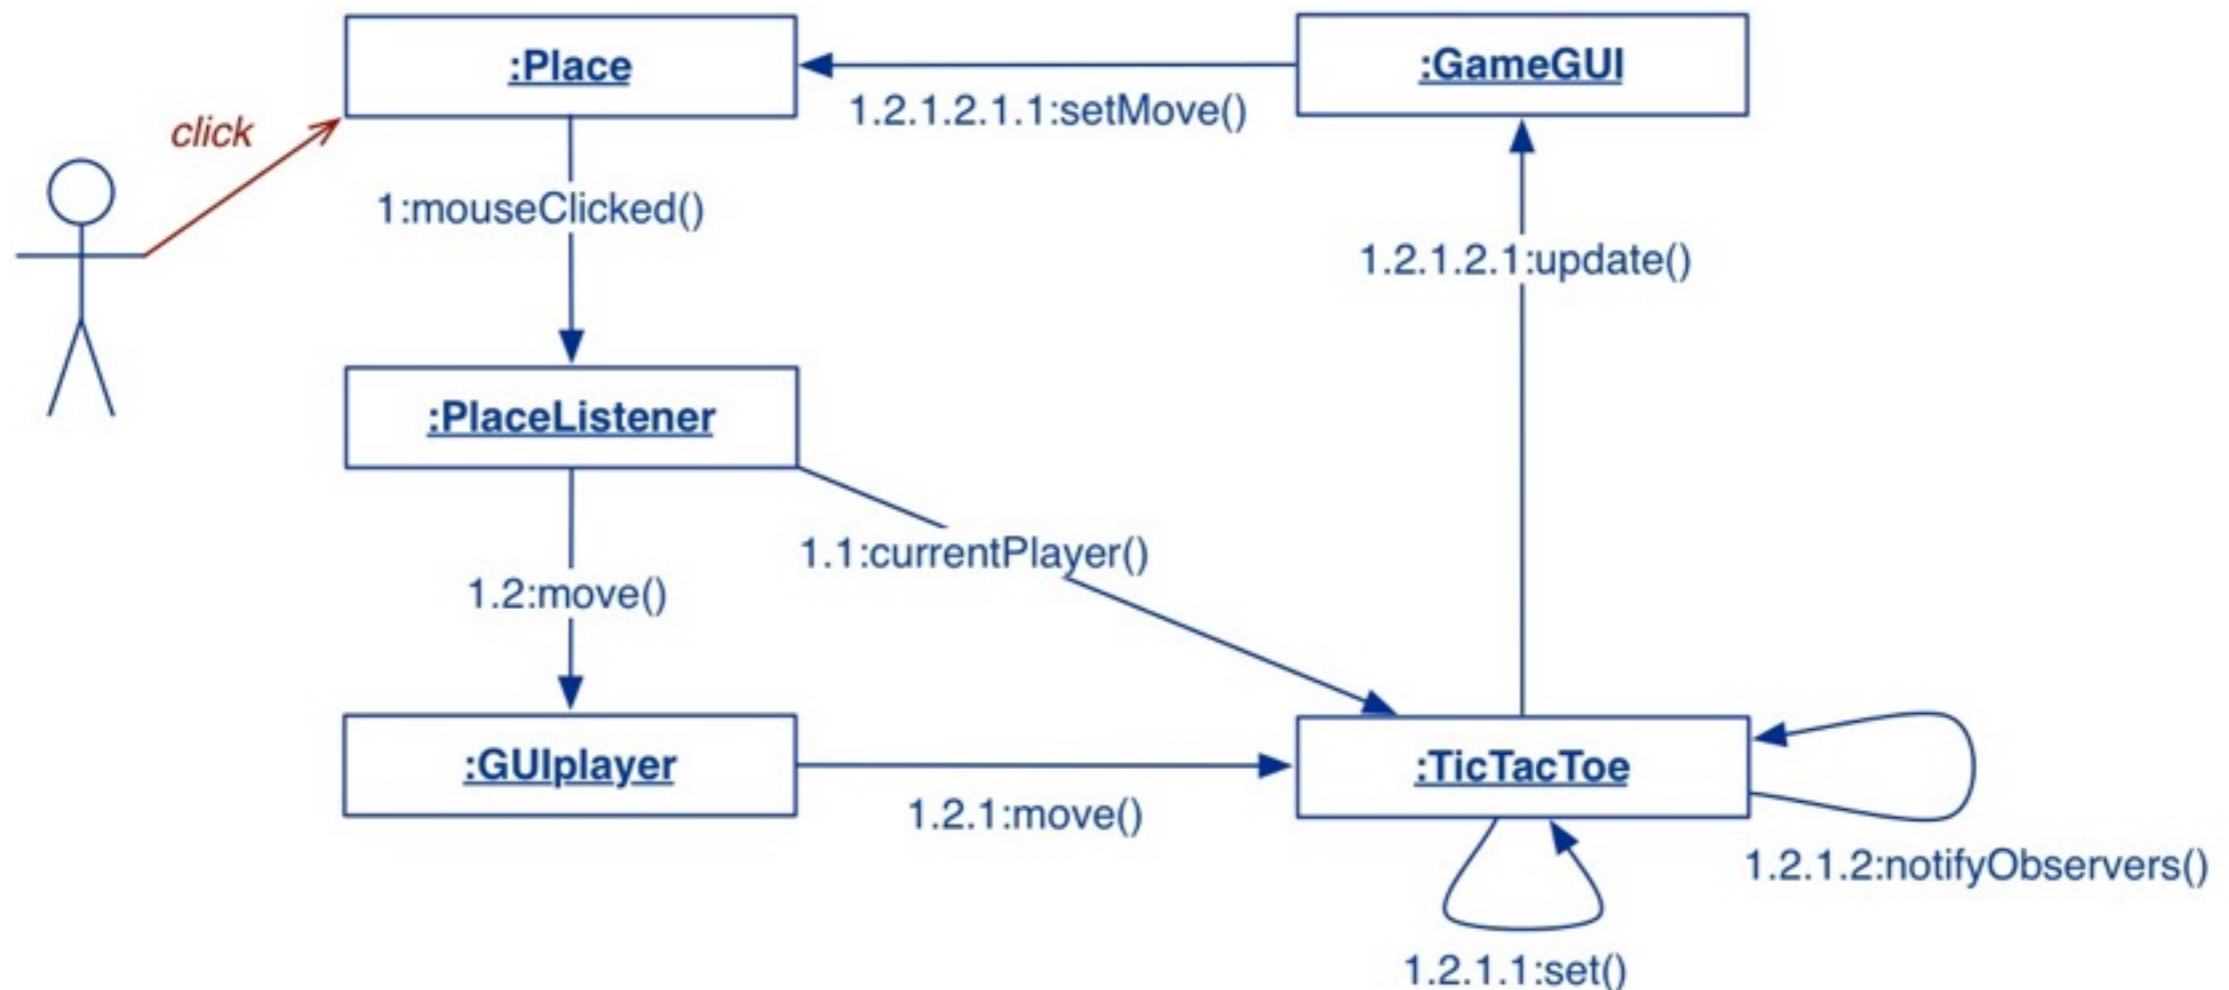 :Place
:GameGUI
click
1.2.1.2.1.1:setMove()
1:mouseClicked()
1.2.1.2.1:update()
:PlaceListener
1.1:currentPlayer()
1.2:move()
:GUIplayer
:TicTacToe
1.2.1:move()
1.2.1.2:notifyObservers()
1.2.1.1:set()